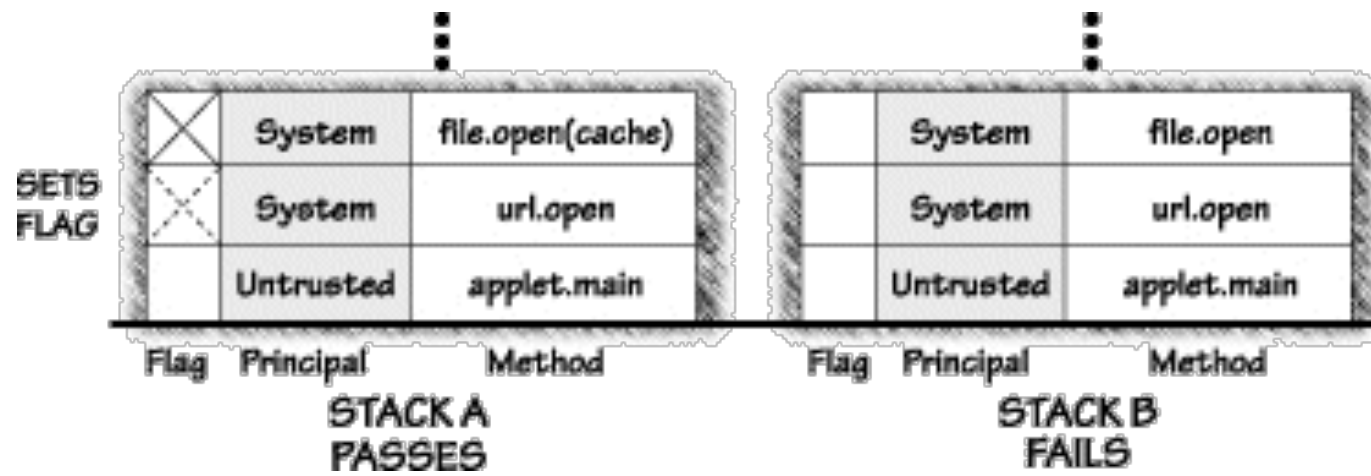 System file.open(cache)
System file.open
SETS
FLAG
System url.open
System url.open
Untrusted applet.main
Untrusted applet.main
Flag Principal Method
Flag Principal Method
STACK A
PASSES
STACK B
FAILS